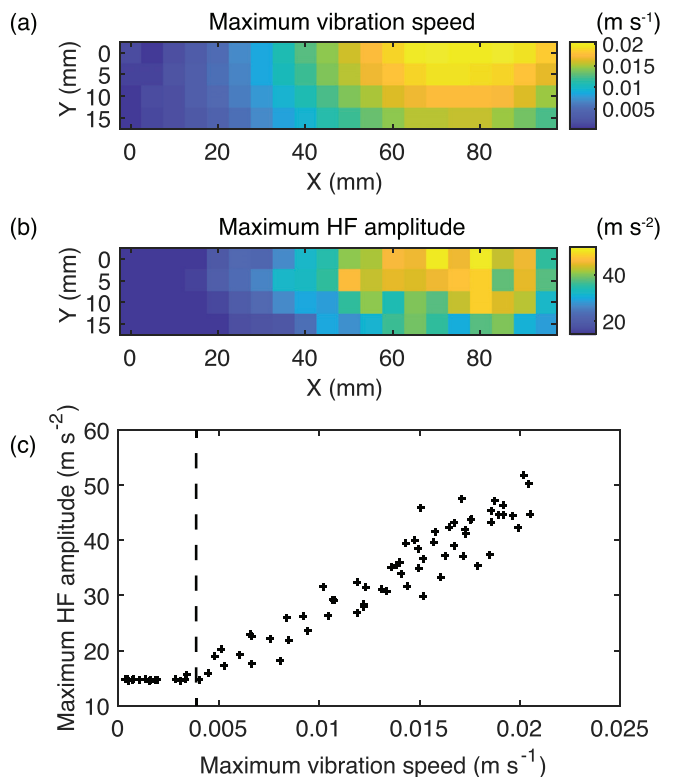 (a) Maximum vibration speed (m s⁻¹)
Y (mm)
0
5
10
15
0 20 40 60 80
X (mm)
0.02
0.015
0.01
0.005
(b) Maximum HF amplitude (m s⁻²)
Y (mm)
0
5
10
15
0 20 40 60 80
X (mm)
40
20
(c)
Maximum HF amplitude (m s⁻²)
60
50
40
30
20
10
0 0.005 0.01 0.015 0.02 0.025
Maximum vibration speed (m s⁻¹)